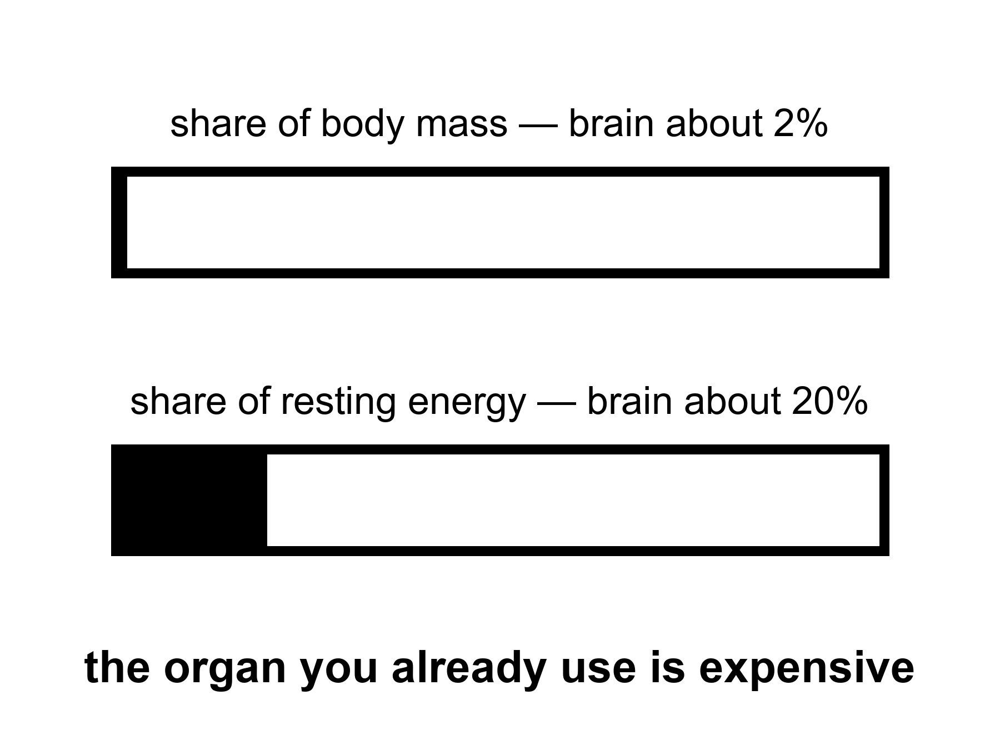 share of body mass — brain about 2%
share of resting energy — brain about 20%
the organ you already use is expensive